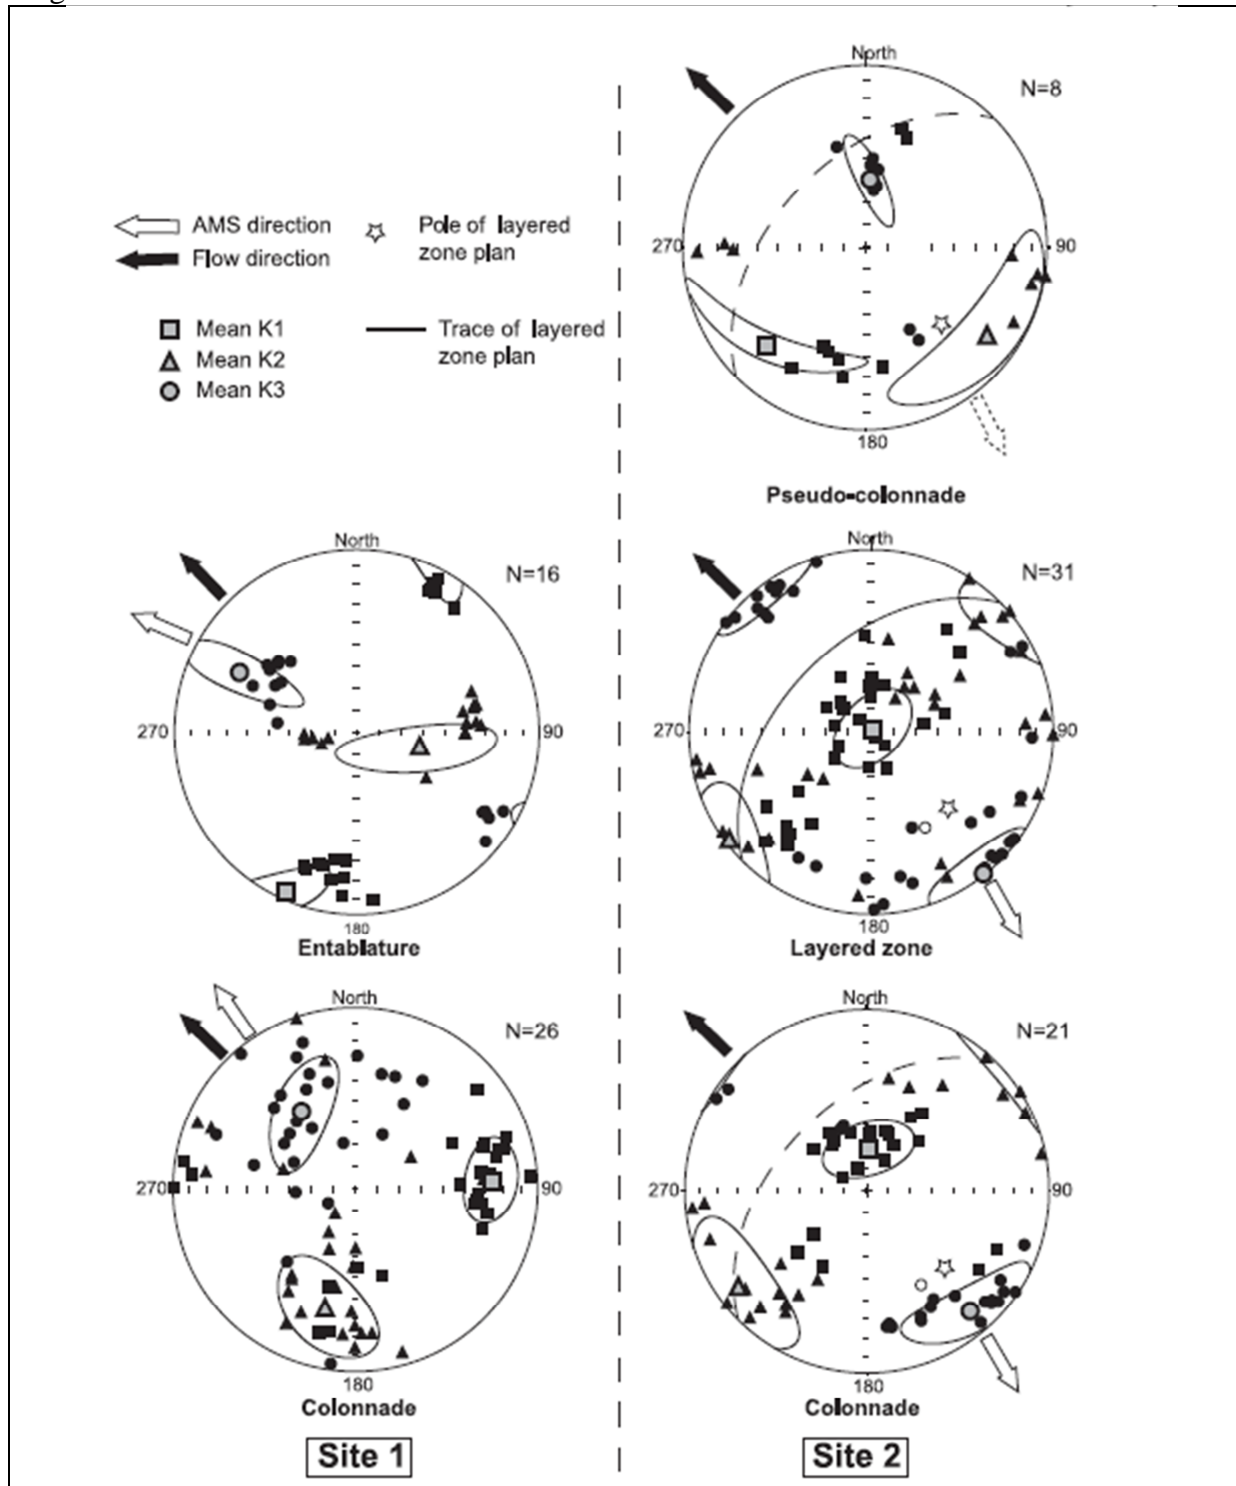 North
N=8
270
90
180
Pseudo-colonnade
AMS direction
Flow direction
Pole of layered
zone plan
Mean K1
Mean K2
Mean K3
Trace of layered
zone plan
North
N=16
270
90
180
Entablature
North
N=31
270
90
180
Layered zone
North
N=26
270
90
180
Colonnade
Site 1
North
N=21
270
90
180
Colonnade
Site 2